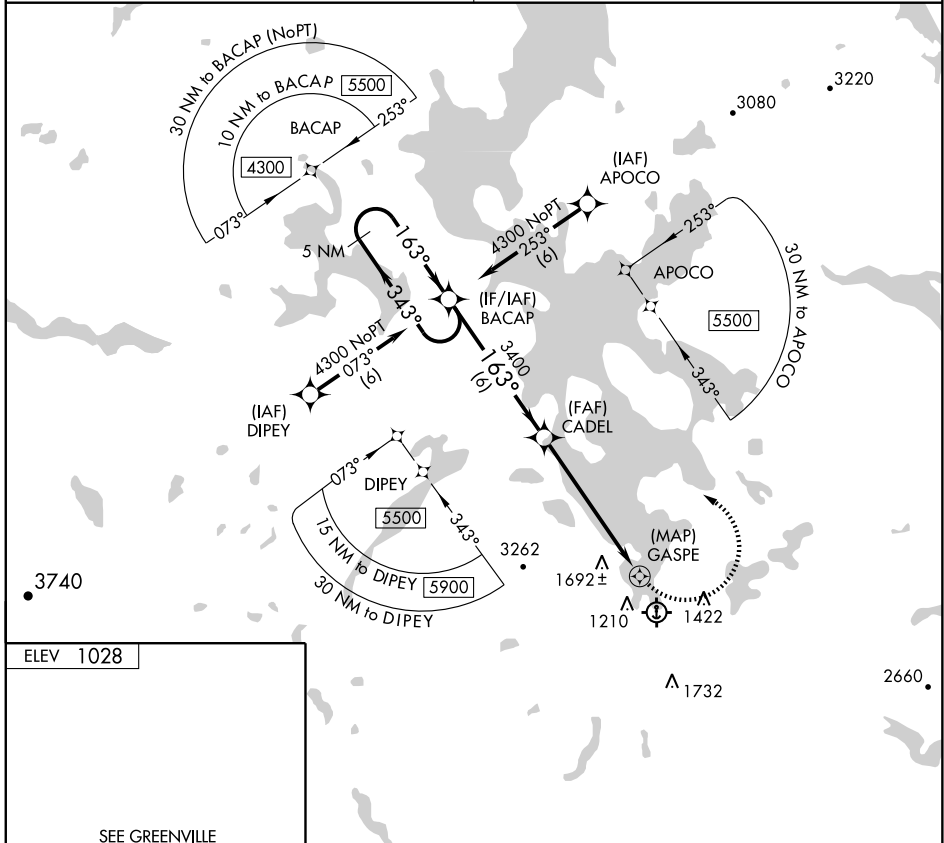 30 NM to BACAP (NoPT)
10 NM to BACAP 5500
BACAP
253°
4300
073°
3220
3080
(IAF)
APOCO
4300 NoPT
253°
(6)
5 NM
163°
343°
(IF/IAF)
BACAP
253°
APOCO
5500
30 NM to APOCO
343°
4300 NoPT
073°
(6)
(IAF)
DIPEY
3400
163°
(6)
(FAF)
CADEL
073°
DIPEY
5500
343°
15 NM to DIPEY 5900
30 NM to DIPEY
3262
(MAP)
GASPE
1692±
1210
1422
3740
1732
2660
ELEV 1028
SEE GREENVILLE